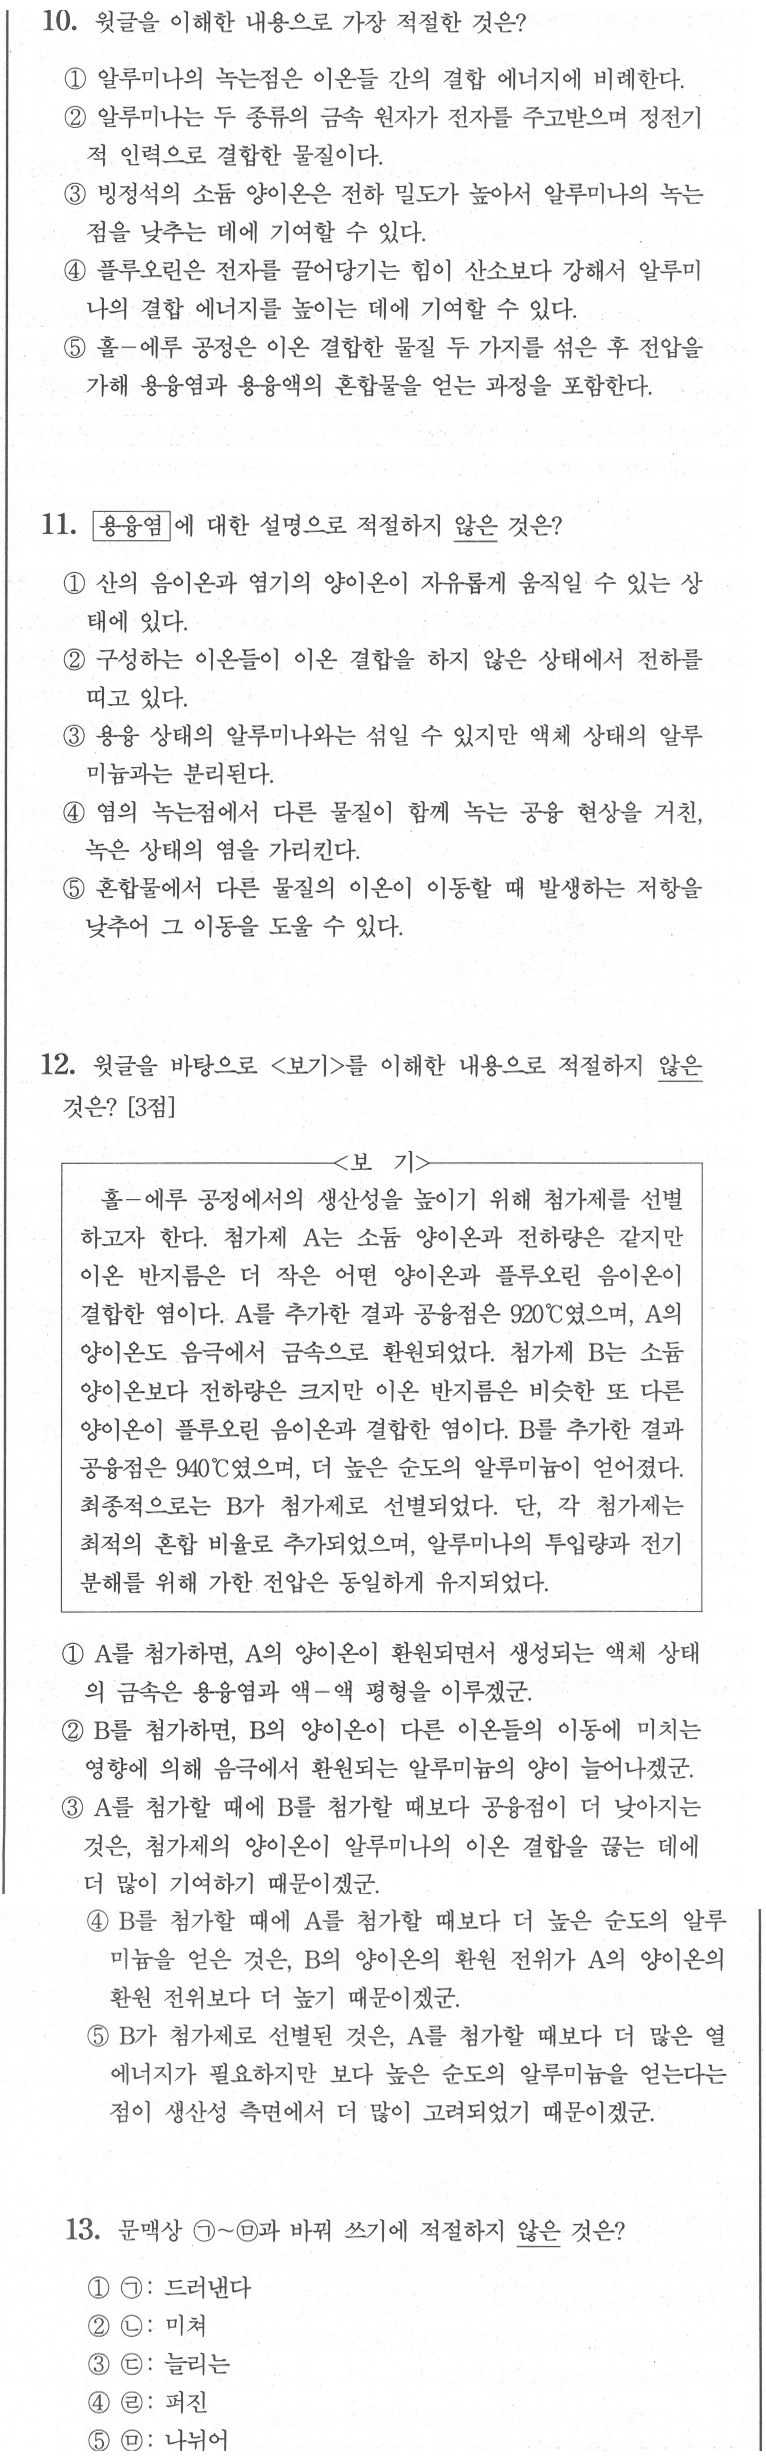 10. 윗글을 이해한 내용으로 가장 적절한 것은?
① 알루미나의 녹는점은 이온들 간의 결합 에너지에 비례한다.
② 알루미나는 두 종류의 금속 원자가 전자를 주고받으며 정전기
적 인력으로 결합한 물질이다.
③ 빙정석의 소듐 양이온은 전하 밀도가 높아서 알루미나의 녹는
점을 낮추는 데에 기여할 수 있다.
④ 플루오린은 전자를 끌어당기는 힘이 산소보다 강해서 알루미
나의 결합 에너지를 높이는 데에 기여할 수 있다.
⑤ 홀-에루 공정은 이온 결합한 물질 두 가지를 섞은 후 전압을
가해 용융염과 용융액의 혼합물을 얻는 과정을 포함한다.
11. 용융염에 대한 설명으로 적절하지 않은 것은?
① 산의 음이온과 염기의 양이온이 자유롭게 움직일 수 있는 상
태에 있다.
② 구성하는 이온들이 이온 결합을 하지 않은 상태에서 전하를
띠고 있다.
③ 용융 상태의 알루미나와는 섞일 수 있지만 액체 상태의 알루
미늄과는 분리된다.
④ 염의 녹는점에서 다른 물질이 함께 녹는 공융 현상을 거친,
녹은 상태의 염을 가리킨다.
⑤ 혼합물에서 다른 물질의 이온이 이동할 때 발생하는 저항을
낮추어 그 이동을 도울 수 있다.
12. 윗글을 바탕으로 <보기>를 이해한 내용으로 적절하지 않은
것은? [3점]
<보 기>
홀-에루 공정에서의 생산성을 높이기 위해 첨가제를 선별
하고자 한다. 첨가제 A는 소듐 양이온과 전하량은 같지만
이온 반지름은 더 작은 어떤 양이온과 플루오린 음이온이
결합한 염이다. A를 추가한 결과 공융점은 920℃였으며, A의
양이온도 음극에서 금속으로 환원되었다. 첨가제 B는 소듐
양이온보다 전하량은 크지만 이온 반지름은 비슷한 또 다른
양이온이 플루오린 음이온과 결합한 염이다. B를 추가한 결과
공융점은 940℃였으며, 더 높은 순도의 알루미늄이 얻어졌다.
최종적으로는 B가 첨가제로 선별되었다. 단, 각 첨가제는
최적의 혼합 비율로 추가되었으며, 알루미나의 투입량과 전기
분해를 위해 가한 전압은 동일하게 유지되었다.
① A를 첨가하면, A의 양이온이 환원되면서 생성되는 액체 상태
의 금속은 용융염과 액-액 평형을 이루겠군.
② B를 첨가하면, B의 양이온이 다른 이온들의 이동에 미치는
영향에 의해 음극에서 환원되는 알루미늄의 양이 늘어나겠군.
③ A를 첨가할 때에 B를 첨가할 때보다 공융점이 더 낮아지는
것은, 첨가제의 양이온이 알루미나의 이온 결합을 끊는 데에
더 많이 기여하기 때문이겠군.
④ B를 첨가할 때에 A를 첨가할 때보다 더 높은 순도의 알루
미늄을 얻은 것은, B의 양이온의 환원 전위가 A의 양이온의
환원 전위보다 더 높기 때문이겠군.
⑤ B가 첨가제로 선별된 것은, A를 첨가할 때보다 더 많은 열
에너지가 필요하지만 보다 높은 순도의 알루미늄을 얻는다는
점이 생산성 측면에서 더 많이 고려되었기 때문이겠군.
13. 문맥상 ㉠~㉤과 바꿔 쓰기에 적절하지 않은 것은?
① ㉠: 드러낸다
② ㉡: 미쳐
③ ㉢: 늘리는
④ ㉣: 퍼진
⑤ ㉤: 나뉘어